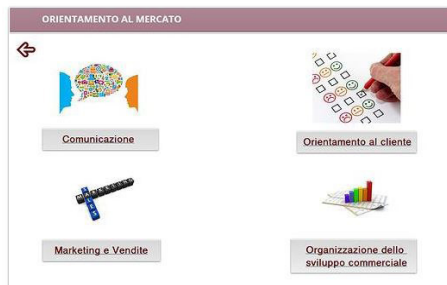 ORIENTAMENTO AL MERCATO
Comunicazione
Orientamento al cliente
Marketing e Vendite
Organizzazione dello
sviluppo commerciale